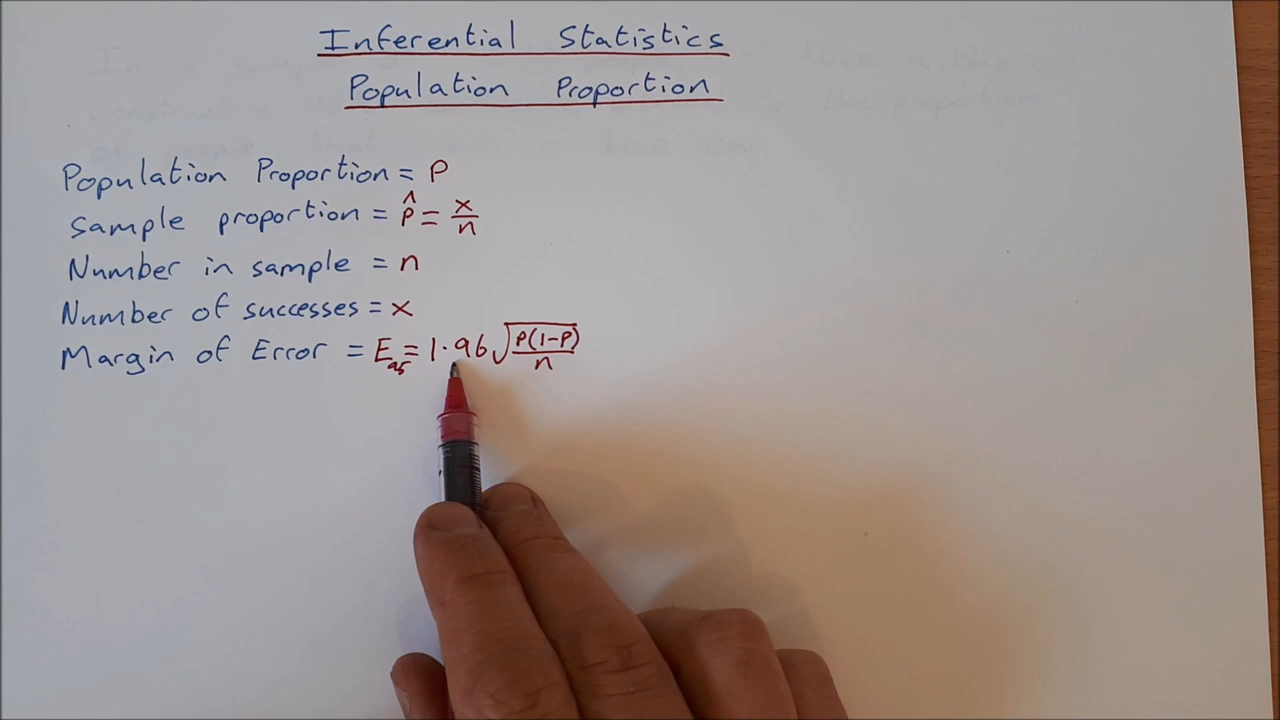 Inferential Statistics
Population Proportion
Population Proportion = P
Sample proportion = p̂ = x/n
Number in sample = n
Number of successes = x
Margin of Error = E₉₅ = 1·96 √(P(1-P)/n)